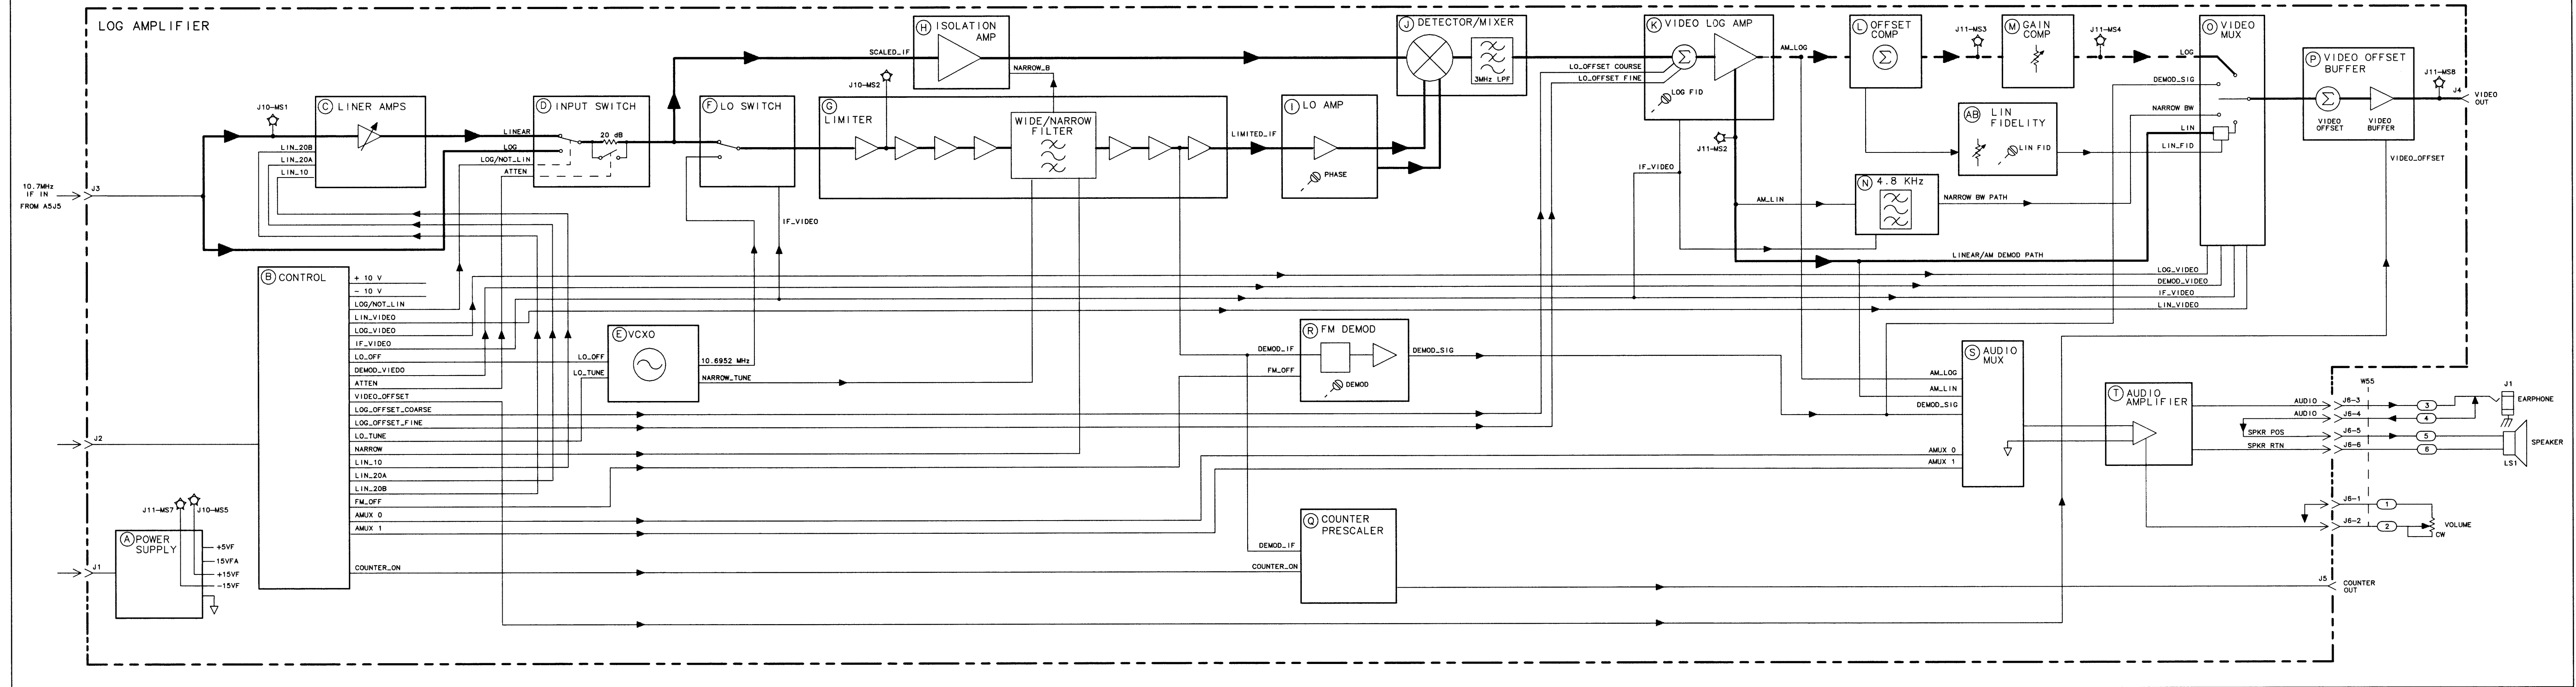 LOG AMPLIFIER
10.7MHz
IF IN
FROM A5J5
J3
J10-MS1
C LINER AMPS
LIN_20B
LIN_20A
LIN_10
D INPUT SWITCH
LINEAR
20 dB
LOG
LOG/NOT_LIN
ATTEN
SCALED_IF
H ISOLATION
AMP
NARROW_B
F LO SWITCH
IF_VIDEO
J10-MS2
G
LIMITER
WIDE/NARROW
FILTER
LIMITED_IF
I LO AMP
PHASE
J DETECTOR/MIXER
3MHz LPF
K VIDEO LOG AMP
LO_OFFSET COURSE
LO_OFFSET FINE
Σ
LOG FID
AM_LOG
J11-MS2
IF_VIDEO
AM_LIN
L OFFSET
COMP
Σ
J11-MS3
M GAIN
COMP
J11-MS4
AB LIN
FIDELITY
LIN FID
N 4.8 KHz
NARROW BW PATH
LINEAR/AM DEMOD PATH
O VIDEO
MUX
LOG
DEMOD_SIG
NARROW BW
LIN
LIN_FID
LOG_VIDEO
DEMOD_VIDEO
IF_VIDEO
LIN_VIDEO
P VIDEO OFFSET
BUFFER
Σ
VIDEO
OFFSET
VIDEO
BUFFER
VIDEO_OFFSET
J11-MS8
J4
VIDEO
OUT
B CONTROL
+ 10 V
- 10 V
LOG/NOT_LIN
LIN_VIDEO
LOG_VIDEO
IF_VIDEO
LO_OFF
DEMOD_VIEDO
ATTEN
VIDEO_OFFSET
LOG_OFFSET_COARSE
LOG_OFFSET_FINE
LO_TUNE
NARROW
LIN_10
LIN_20A
LIN_20B
FM_OFF
AMUX 0
AMUX 1
COUNTER_ON
J2
J1
J11-MS7
J10-MS5
A POWER
SUPPLY
+5VF
15VFA
+15VF
-15VF
LO_OFF
LO_TUNE
E VCXO
10.6952 MHz
NARROW_TUNE
R FM DEMOD
DEMOD_IF
FM_OFF
DEMOD
DEMOD_SIG
Q COUNTER
PRESCALER
DEMOD_IF
COUNTER_ON
S AUDIO
MUX
AM_LOG
AM_LIN
DEMOD_SIG
AMUX 0
AMUX 1
T AUDIO
AMPLIFIER
W55
AUDIO J6-3 3
AUDIO J6-4 4
SPKR POS J6-5 5
SPKR RTN J6-6 6
J1
EARPHONE
SPEAKER
LS1
J6-1 1
J6-2 2
VOLUME
CW
J5
COUNTER
OUT